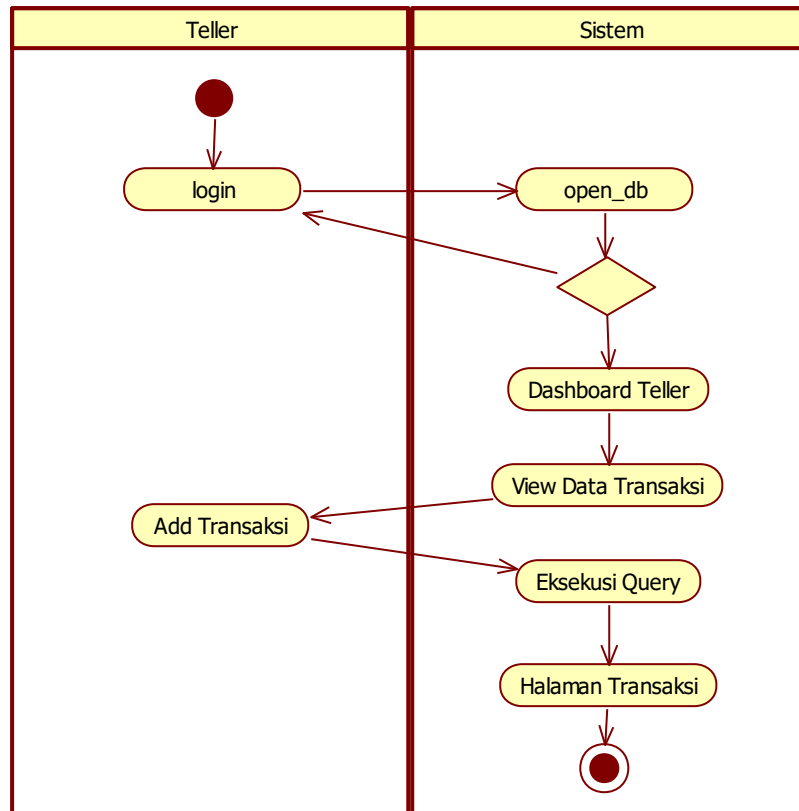 Teller
Sistem
login
open_db
Dashboard Teller
View Data Transaksi
Add Transaksi
Eksekusi Query
Halaman Transaksi